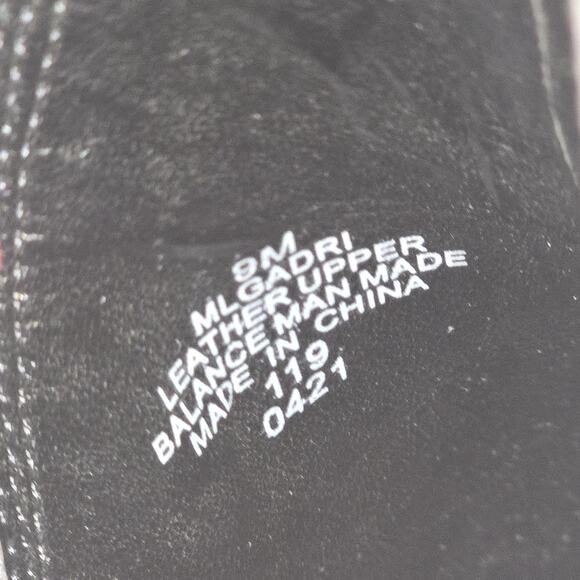 9M
MLGADRI
LEATHER UPPER
BALANCE MAN MADE
MADE IN CHINA
119
0421